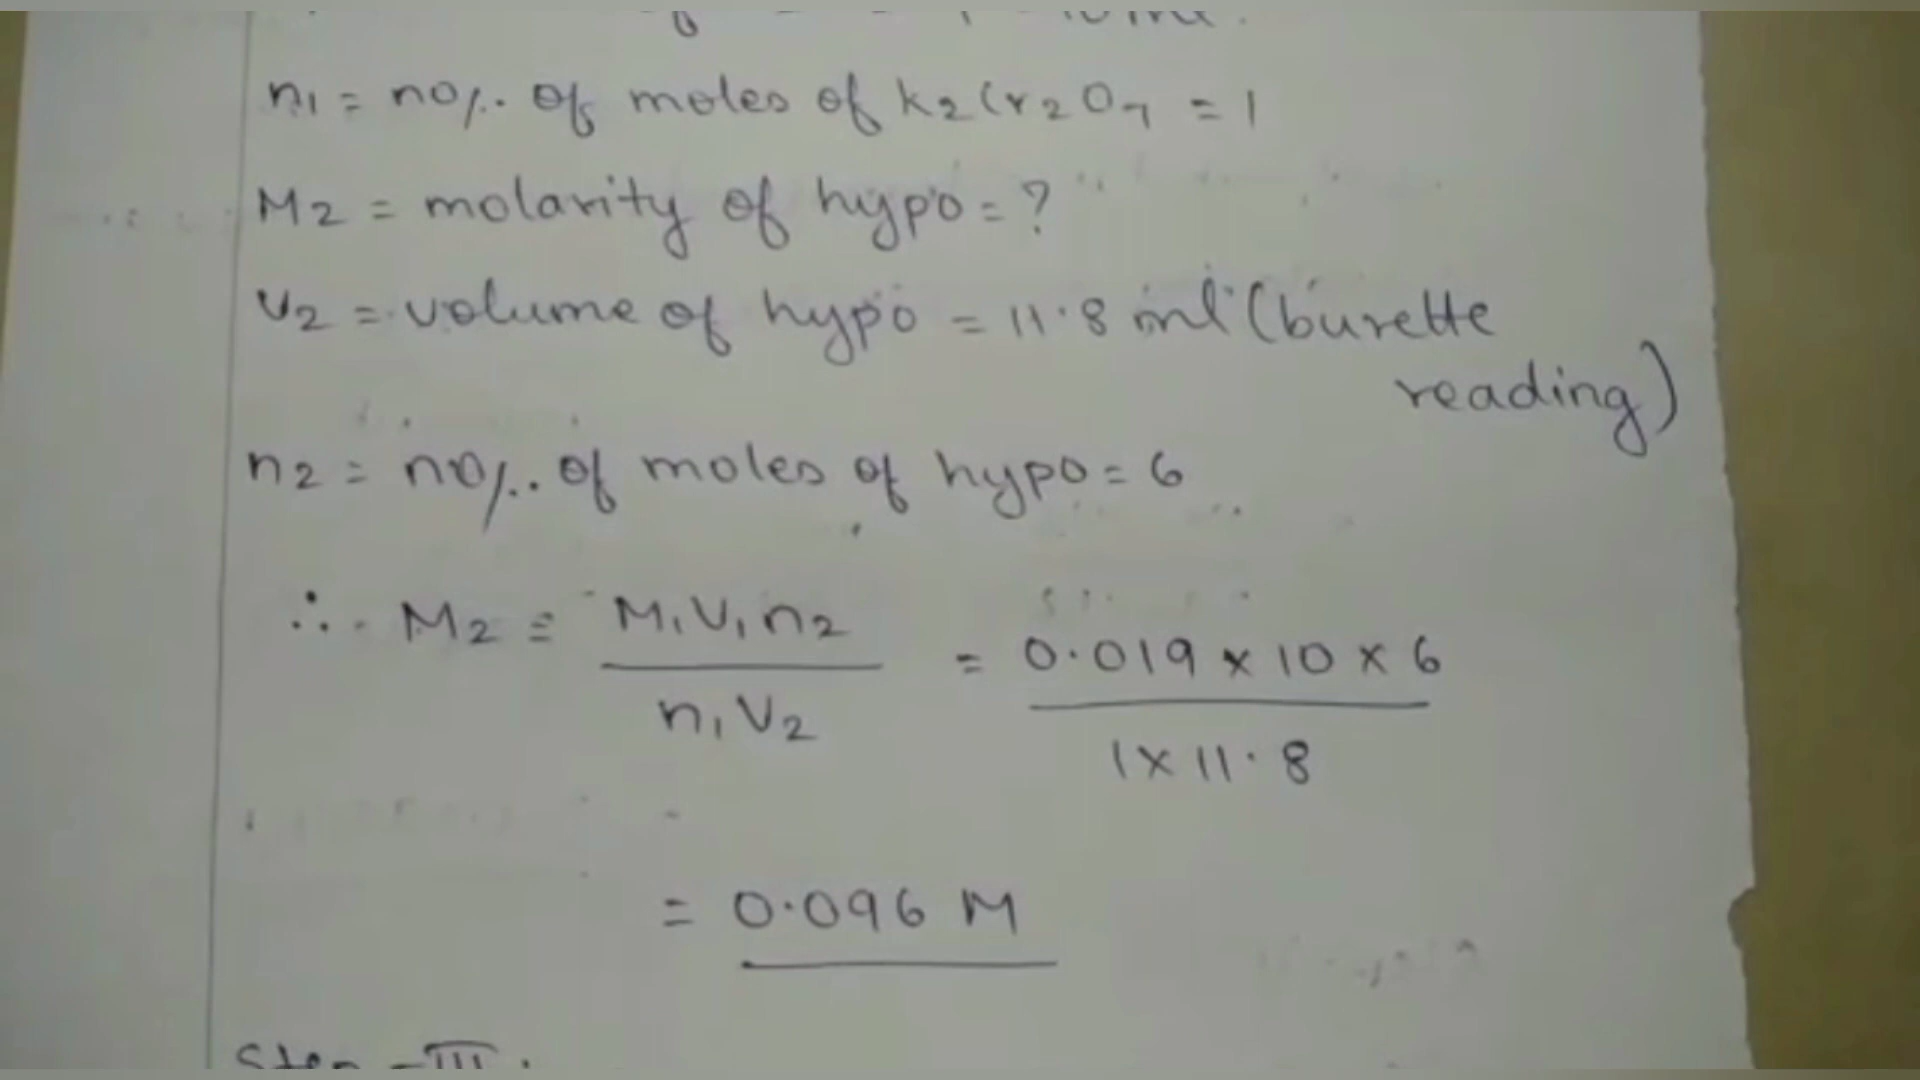 n1 = no/.. of moles of K2Cr2O7 = 1
M2 = molarity of hypo = ?
V2 = volume of hypo = 11.8 ml (burette
reading)
n2 = no/.. of moles of hypo = 6
∴ M2 = M1V1n2 / n1V2 = 0.019 x 10 x 6 / 1 x 11.8
= 0.096 M
Step - III :